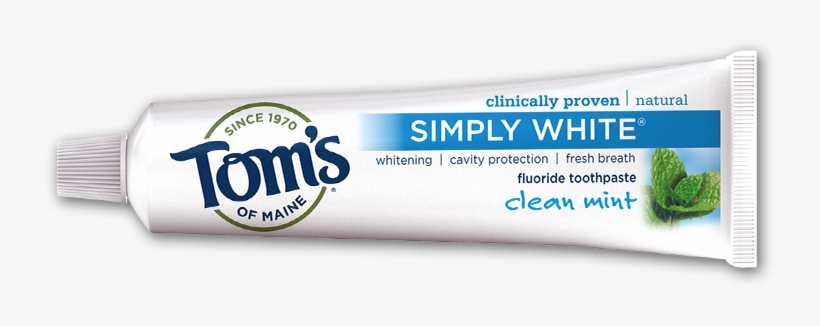 SINCE 1970
Tom's®
OF MAINE
clinically proven | natural
SIMPLY WHITE®
whitening | cavity protection | fresh breath
fluoride toothpaste
clean mint